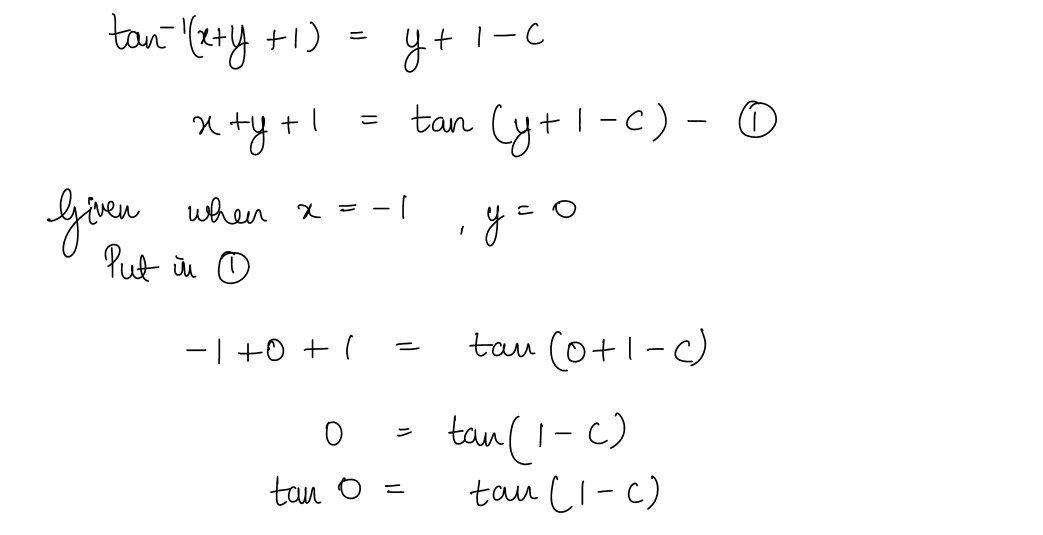 tan⁻¹(x+y +1) = y + 1 - c
x + y + 1 = tan (y + 1 - c) - ①
Given when x = -1 , y = 0
Put in ①
-1 + 0 + 1 = tan (0 + 1 - c)
0 = tan (1 - c)
tan 0 = tan (1 - c)